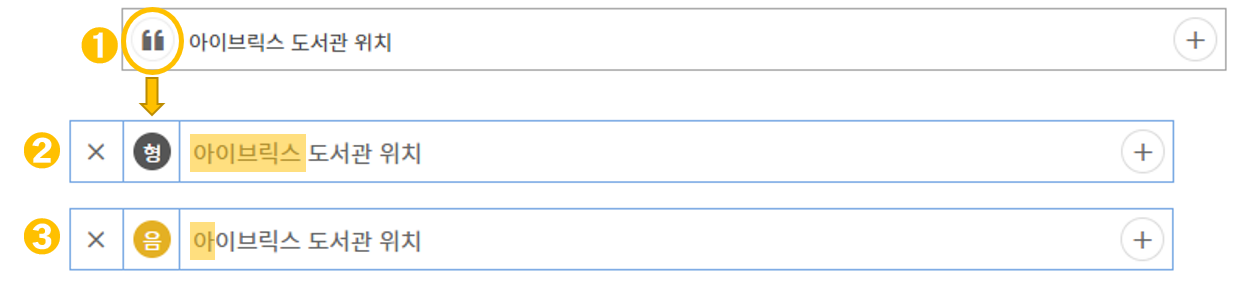 1 ❝ 아이브릭스 도서관 위치 +
2 × 형 아이브릭스 도서관 위치 +
3 × 음 아이브릭스 도서관 위치 +